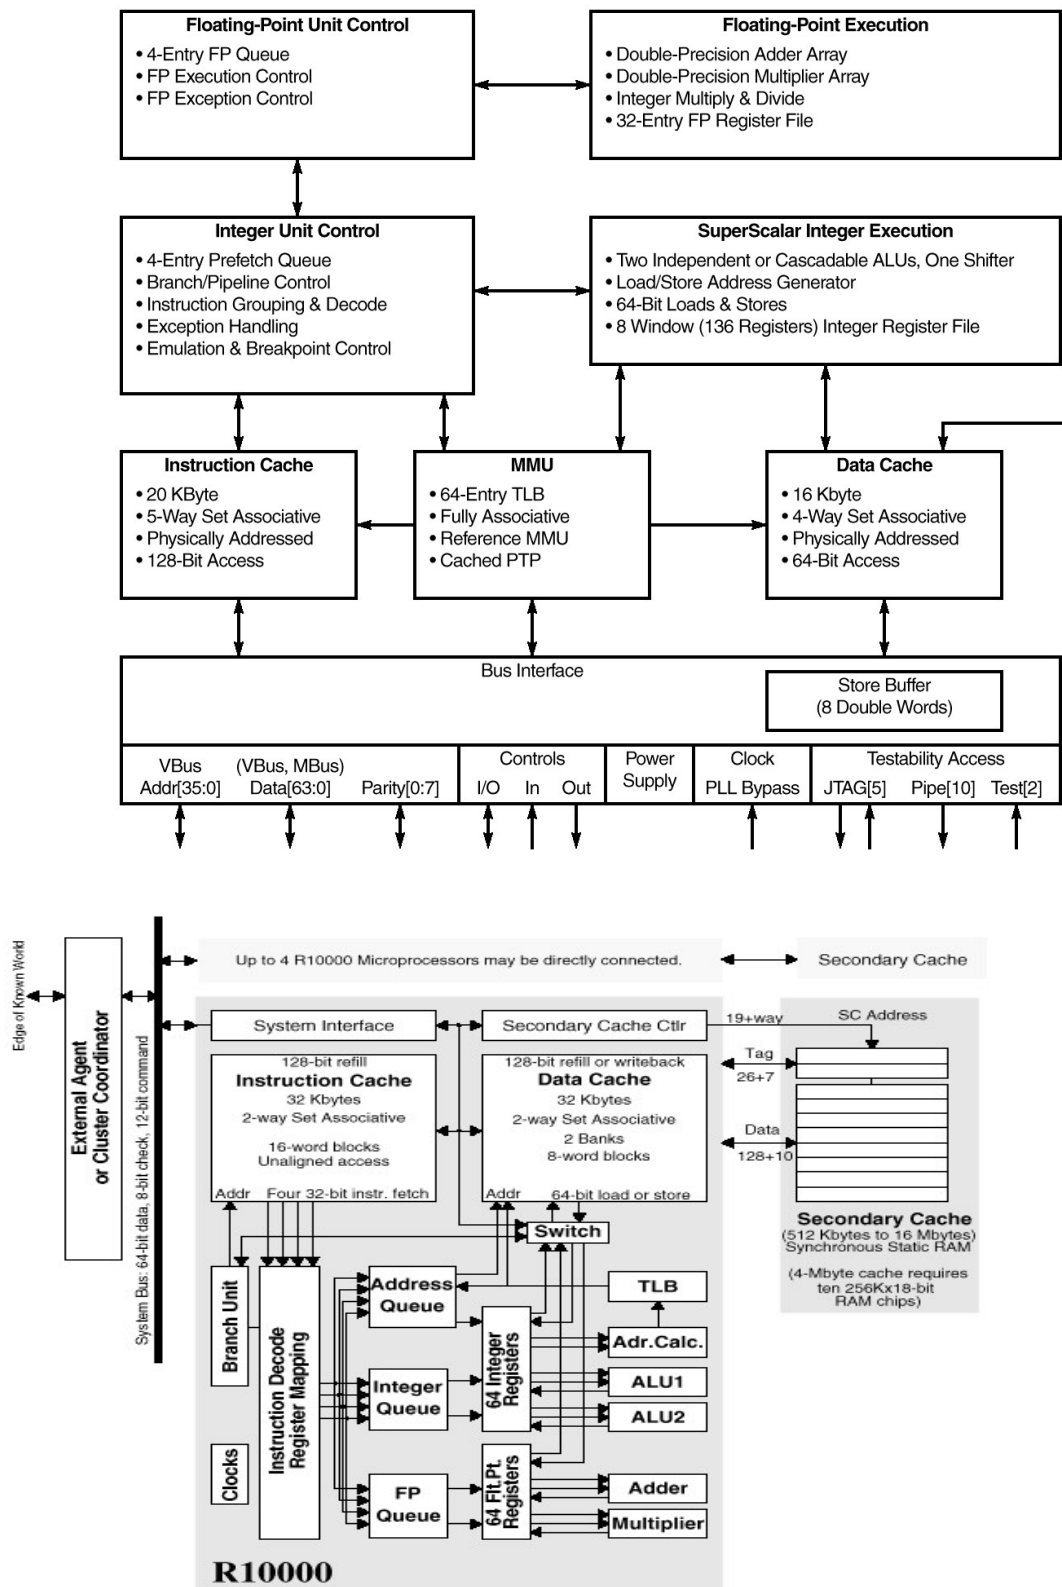 Floating-Point Unit Control
• 4-Entry FP Queue
• FP Execution Control
• FP Exception Control
Floating-Point Execution
• Double-Precision Adder Array
• Double-Precision Multiplier Array
• Integer Multiply & Divide
• 32-Entry FP Register File
Integer Unit Control
• 4-Entry Prefetch Queue
• Branch/Pipeline Control
• Instruction Grouping & Decode
• Exception Handling
• Emulation & Breakpoint Control
SuperScalar Integer Execution
• Two Independent or Cascadable ALUs, One Shifter
• Load/Store Address Generator
• 64-Bit Loads & Stores
• 8 Window (136 Registers) Integer Register File
Instruction Cache
• 20 KByte
• 5-Way Set Associative
• Physically Addressed
• 128-Bit Access
MMU
• 64-Entry TLB
• Fully Associative
• Reference MMU
• Cached PTP
Data Cache
• 16 Kbyte
• 4-Way Set Associative
• Physically Addressed
• 64-Bit Access
Bus Interface
Store Buffer
(8 Double Words)
VBus
Addr[35:0]
(VBus, MBus)
Data[63:0]
Parity[0:7]
Controls
I/O In Out
Power
Supply
Clock
PLL Bypass
Testability Access
JTAG[5] Pipe[10] Test[2]
Edge of Known World
External Agent
or Cluster Coordinator
System Bus: 64-bit data, 8-bit check, 12-bit command
Up to 4 R10000 Microprocessors may be directly connected.
Secondary Cache
System Interface
Secondary Cache Ctlr
19+way
SC Address
128-bit refill
Instruction Cache
32 Kbytes
2-way Set Associative
16-word blocks
Unaligned access
Addr
Four 32-bit instr. fetch
128-bit refill or writeback
Data Cache
32 Kbytes
2-way Set Associative
2 Banks
8-word blocks
Addr
64-bit load or store
Tag
26+7
Data
128+10
Secondary Cache
(512 Kbytes to 16 Mbytes)
Synchronous Static RAM
(4-Mbyte cache requires
ten 256Kx18-bit
RAM chips)
Switch
Branch Unit
Clocks
Instruction Decode
Register Mapping
Address
Queue
Integer
Queue
FP
Queue
64 Integer
Registers
64 Flt.Pt.
Registers
TLB
Adr.Calc.
ALU1
ALU2
Adder
Multiplier
R10000